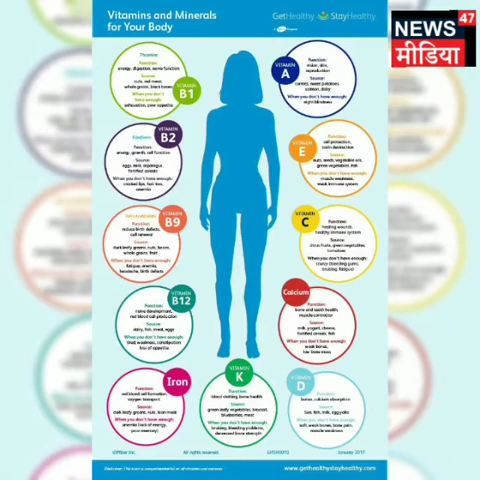 Vitamins and Minerals
for Your Body
GetHealthy StayHealthy
NEWS 47
मीडिया
Thiamine
Function:
energy, digestion, nerve function
Source:
nuts, red meat,
whole grains, black beans
When you don't
have enough:
exhaustion, poor appetite
VITAMIN
B1
VITAMIN
A
Function:
vision, skin,
reproduction
Source:
carrots, sweet potatoes,
salmon, dairy
When you don't have enough:
night blindness
VITAMIN
B2
Riboflavin
Function:
energy, growth, cell function
Source:
eggs, milk, asparagus,
fortified cereals
When you don't have enough:
cracked lips, hair loss,
anemia
VITAMIN
E
Function:
cell protection,
toxin destruction
Source:
nuts, seeds, vegetable oils,
green vegetables, fish
When you don't have enough:
muscle weakness,
weak immune system
VITAMIN
B9
Function:
reduce birth defects,
cell renewal
Source:
dark leafy greens, nuts, beans,
whole grains, fruit
When you don't have enough:
fatigue, anemia,
headache, birth defects
VITAMIN
C
Function:
healing wounds,
healthy immune system
Source:
citrus fruits, green vegetables,
tomatoes
When you don't have enough:
scurvy (bleeding gums,
bruising, fatigue)
VITAMIN
B12
Function:
nerve development,
red blood cell production
Source:
dairy, fish, meat, eggs
When you don't have enough:
tired, weakness, constipation
loss of appetite
Calcium
Function:
bone and tooth health,
muscle contraction
Source:
milk, yogurt, cheese,
fortified cereals, fish
When you don't have enough:
weak bones,
low bone mass
Iron
Function:
red blood cell formation,
oxygen transport
Source:
dark leafy greens, nuts, lean meat
When you don't have enough:
anemia (lack of energy,
poor memory)
VITAMIN
K
Function:
blood clotting, bone health
Source:
green leafy vegetables, broccoli,
blueberries, meat
When you don't have enough:
bruising, bleeding problems,
decreased bone strength
VITAMIN
D
Function:
bones, calcium absorption
Source:
Sun, fish, milk, egg yolks
When you don't have enough:
soft, weak bones, bone pain,
muscle weakness
All rights reserved.
January 2017
www.gethealthystayhealthy.com